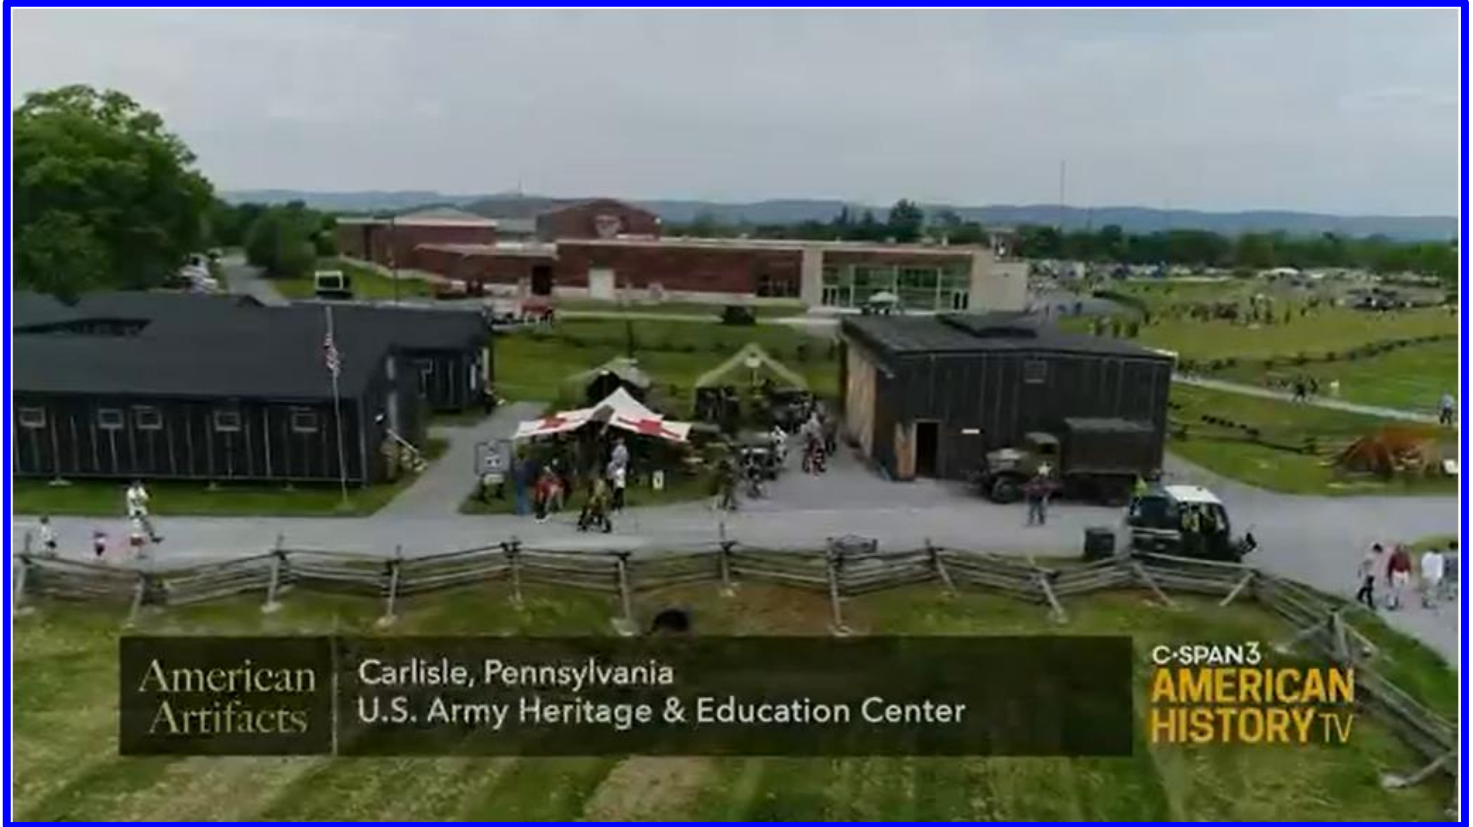 American
Artifacts
Carlisle, Pennsylvania
U.S. Army Heritage & Education Center
C-SPAN3
AMERICAN
HISTORY TV